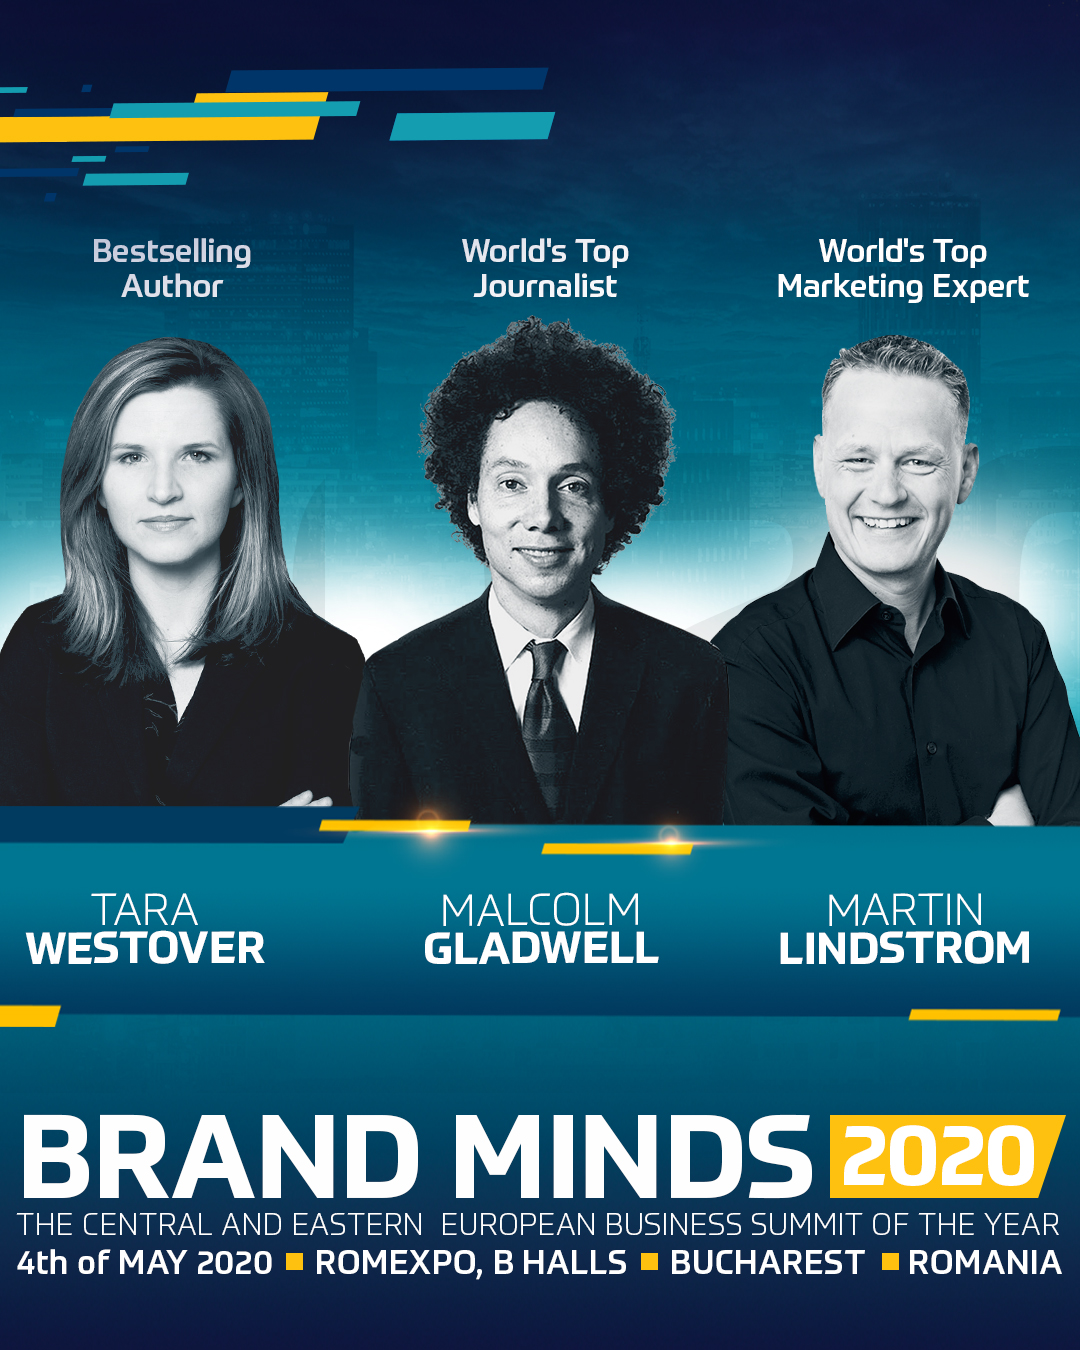 Bestselling
Author
World's Top
Journalist
World's Top
Marketing Expert
TARA
WESTOVER
MALCOLM
GLADWELL
MARTIN
LINDSTROM
BRAND MINDS 2020
THE CENTRAL AND EASTERN EUROPEAN BUSINESS SUMMIT OF THE YEAR
4th of MAY 2020 ■ ROMEXPO, B HALLS ■ BUCHAREST ■ ROMANIA